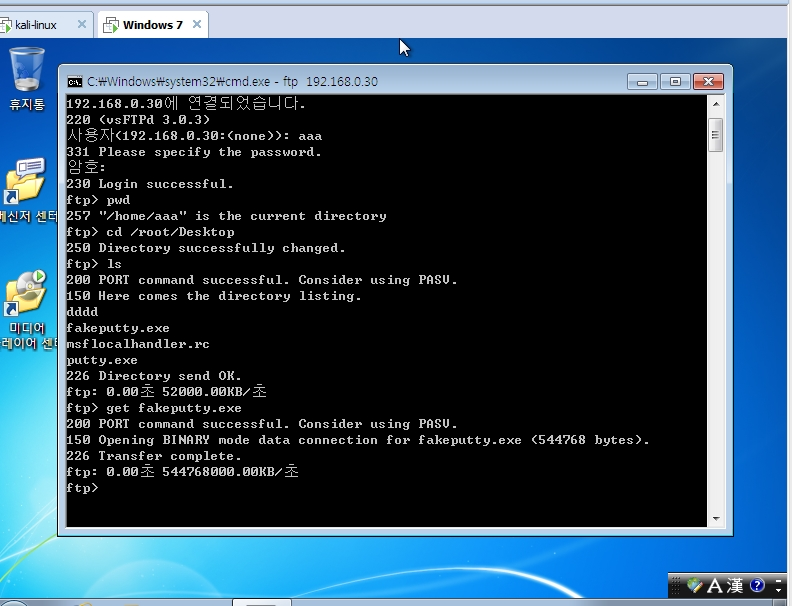 kali-linux
Windows 7
휴지통
메신저 센터
미디어
레이어 센터
C:₩Windows₩system32₩cmd.exe - ftp 192.168.0.30
192.168.0.30에 연결되었습니다.
220 (vsFTPd 3.0.3)
사용자(192.168.0.30:(none)): aaa
331 Please specify the password.
암호:
230 Login successful.
ftp> pwd
257 "/home/aaa" is the current directory
ftp> cd /root/Desktop
250 Directory successfully changed.
ftp> ls
200 PORT command successful. Consider using PASV.
150 Here comes the directory listing.
dddd
fakeputty.exe
msflocalhandler.rc
putty.exe
226 Directory send OK.
ftp: 0.00초 52000.00KB/초
ftp> get fakeputty.exe
200 PORT command successful. Consider using PASV.
150 Opening BINARY mode data connection for fakeputty.exe (544768 bytes).
226 Transfer complete.
ftp: 0.00초 544768000.00KB/초
ftp>
A 漢 ?